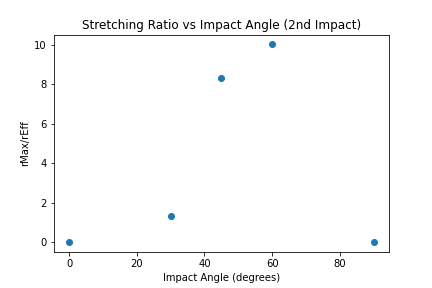 Stretching Ratio vs Impact Angle (2nd Impact)
10
8
6
4
2
0
rMax/rEff
0 20 40 60 80
Impact Angle (degrees)